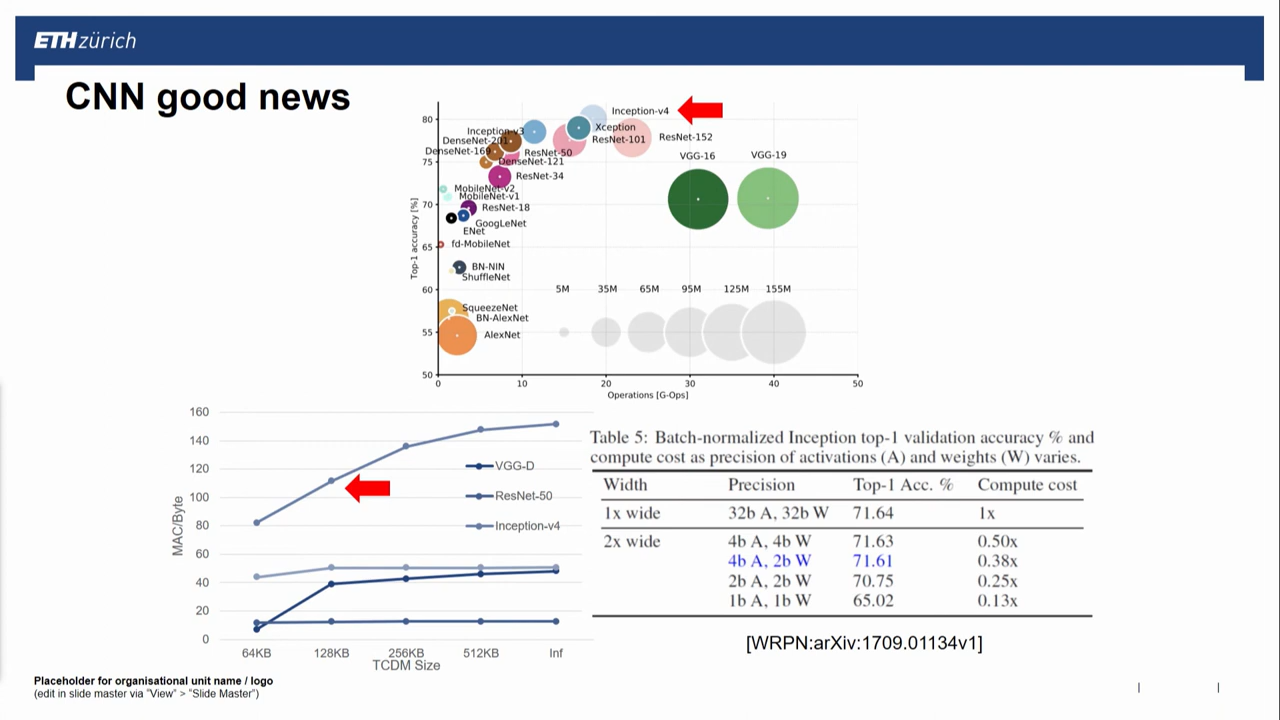 ETH zürich
CNN good news
Top-1 accuracy [%]
80
75
70
65
60
55
50
Inception-v4
Inception-v3
Xception
DenseNet-201
ResNet-101
ResNet-152
DenseNet-169
ResNet-50
DenseNet-121
VGG-16
VGG-19
ResNet-34
MobileNet-v2
MobileNet-v1
ResNet-18
GoogLeNet
ENet
fd-MobileNet
BN-NIN
ShuffleNet
5M 35M 65M 95M 125M 155M
SqueezeNet
BN-AlexNet
AlexNet
0 10 20 30 40 50
Operations [G-Ops]
MAC/Byte
160
140
120
100
80
60
40
20
0
VGG-D
ResNet-50
Inception-v4
64KB 128KB 256KB 512KB Inf
TCDM Size
Table 5: Batch-normalized Inception top-1 validation accuracy % and
compute cost as precision of activations (A) and weights (W) varies.
Width Precision Top-1 Acc. % Compute cost
1x wide 32b A, 32b W 71.64 1x
2x wide 4b A, 4b W 71.63 0.50x
4b A, 2b W 71.61 0.38x
2b A, 2b W 70.75 0.25x
1b A, 1b W 65.02 0.13x
[WRPN:arXiv:1709.01134v1]
Placeholder for organisational unit name / logo
(edit in slide master via “View” > “Slide Master”)